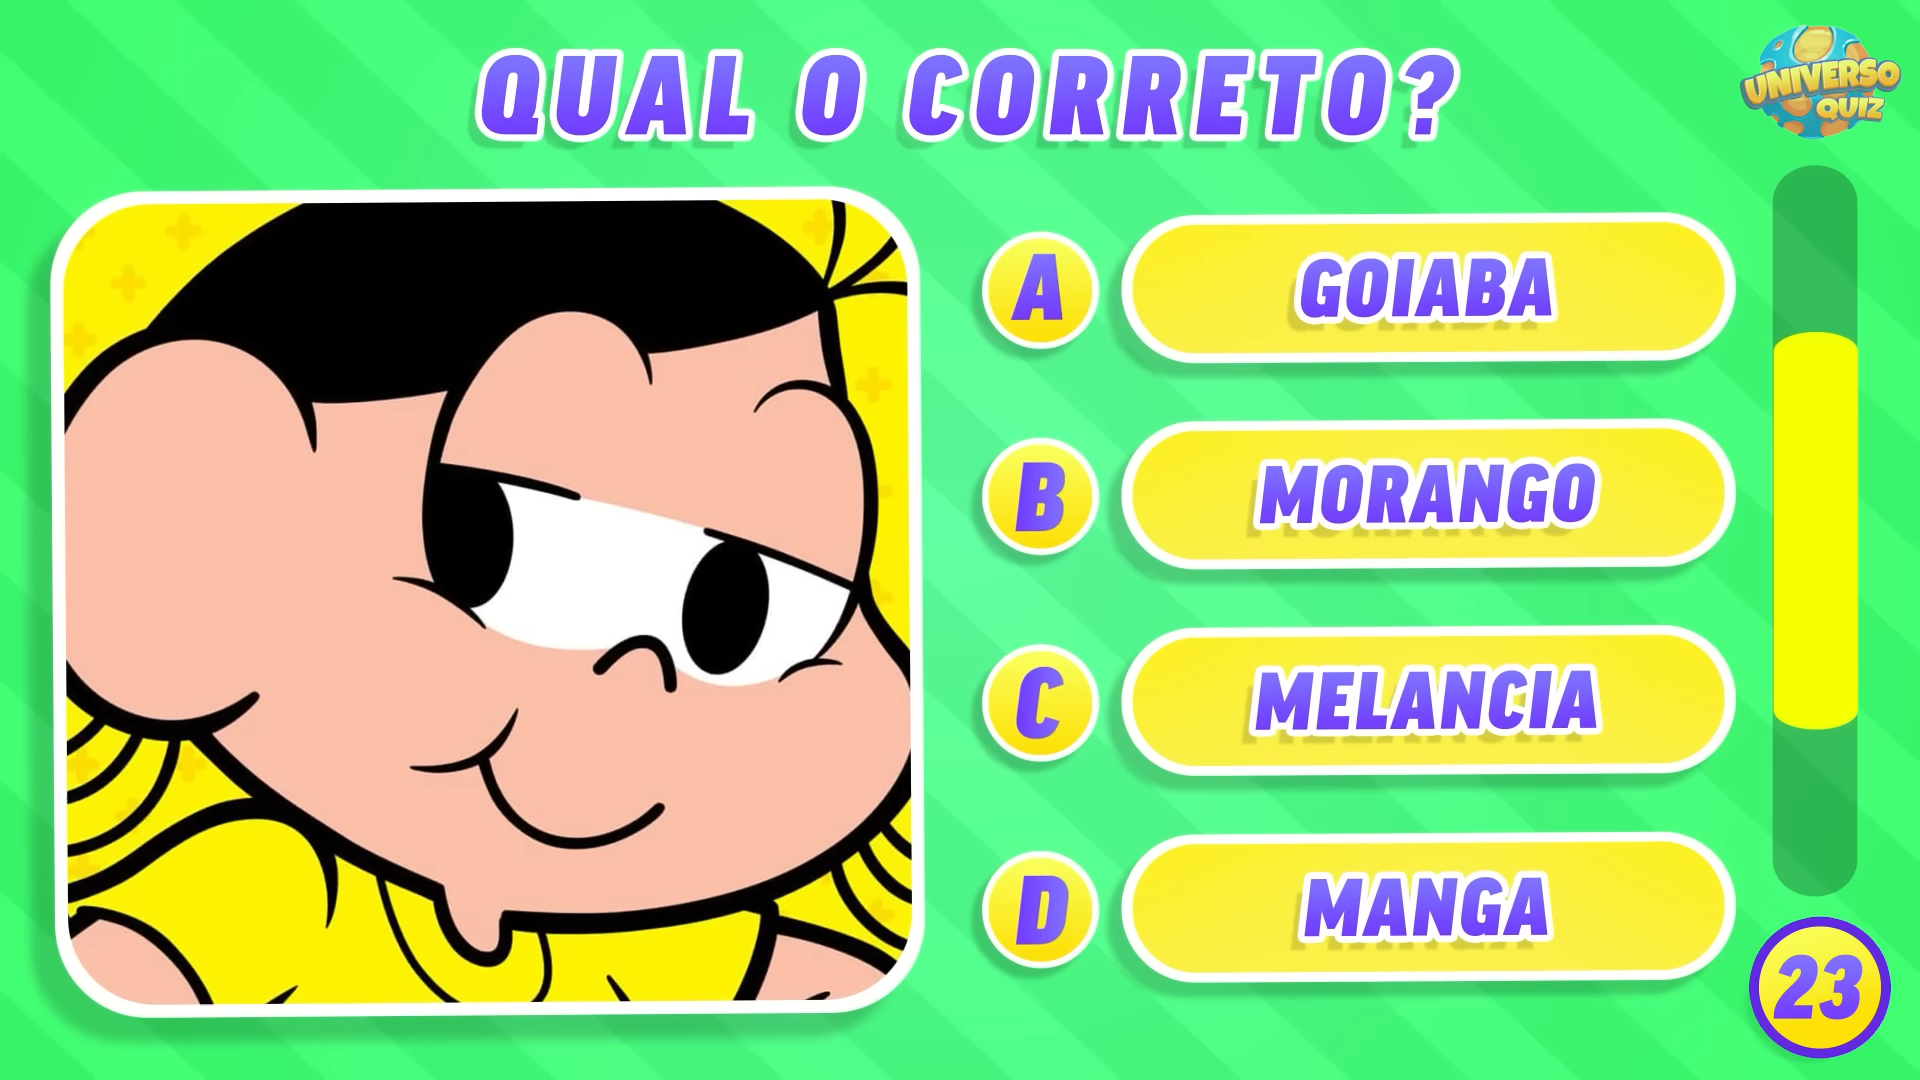 QUAL O CORRETO?
UNIVERSO
QUIZ
A
GOIABA
B
MORANGO
C
MELANCIA
D
MANGA
23